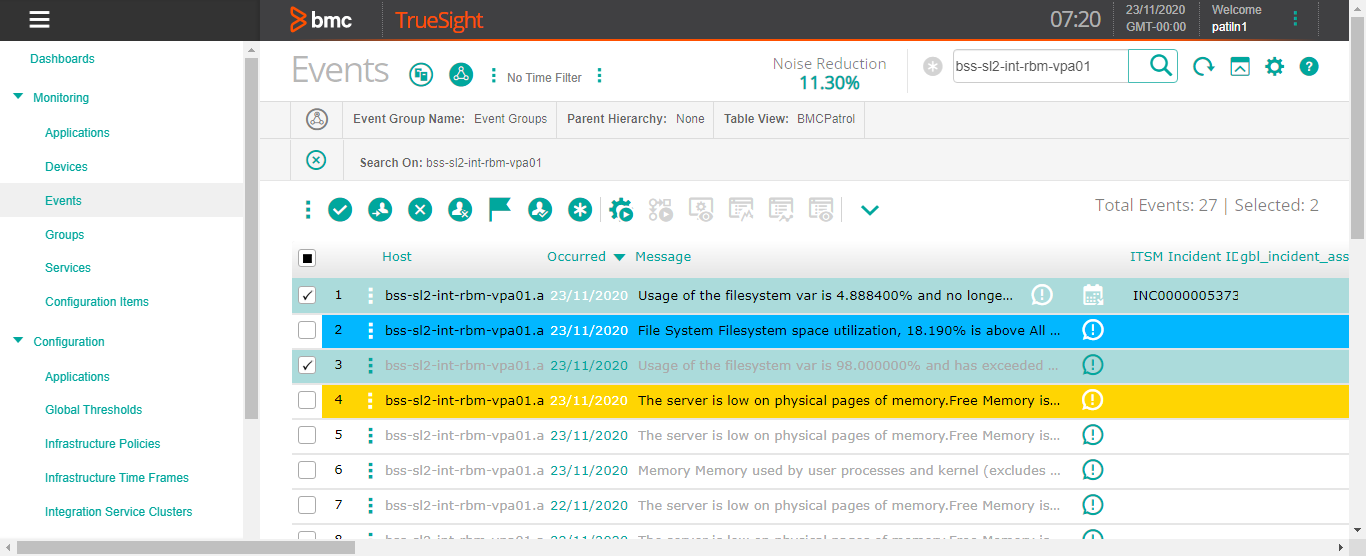 bmc TrueSight 07:20 23/11/2020 GMT-00:00 Welcome patiln1
Dashboards
Monitoring
Applications
Devices
Events
Groups
Services
Configuration Items
Configuration
Applications
Global Thresholds
Infrastructure Policies
Infrastructure Time Frames
Integration Service Clusters
Events No Time Filter Noise Reduction 11.30% bss-sl2-int-rbm-vpa01
Event Group Name: Event Groups Parent Hierarchy: None Table View: BMCPatrol
Search On: bss-sl2-int-rbm-vpa01
Total Events: 27 | Selected: 2
Host Occurred Message ITSM Incident ID gbl_incident_ass
1 bss-sl2-int-rbm-vpa01.a 23/11/2020 Usage of the filesystem var is 4.888400% and no longe... INC0000005373
2 bss-sl2-int-rbm-vpa01.a 23/11/2020 File System Filesystem space utilization, 18.190% is above All ...
3 bss-sl2-int-rbm-vpa01.a 23/11/2020 Usage of the filesystem var is 98.000000% and has exceeded ...
4 bss-sl2-int-rbm-vpa01.a 23/11/2020 The server is low on physical pages of memory.Free Memory is...
5 bss-sl2-int-rbm-vpa01.a 23/11/2020 The server is low on physical pages of memory.Free Memory is...
6 bss-sl2-int-rbm-vpa01.a 23/11/2020 Memory Memory used by user processes and kernel (excludes ...
7 bss-sl2-int-rbm-vpa01.a 22/11/2020 The server is low on physical pages of memory.Free Memory is...